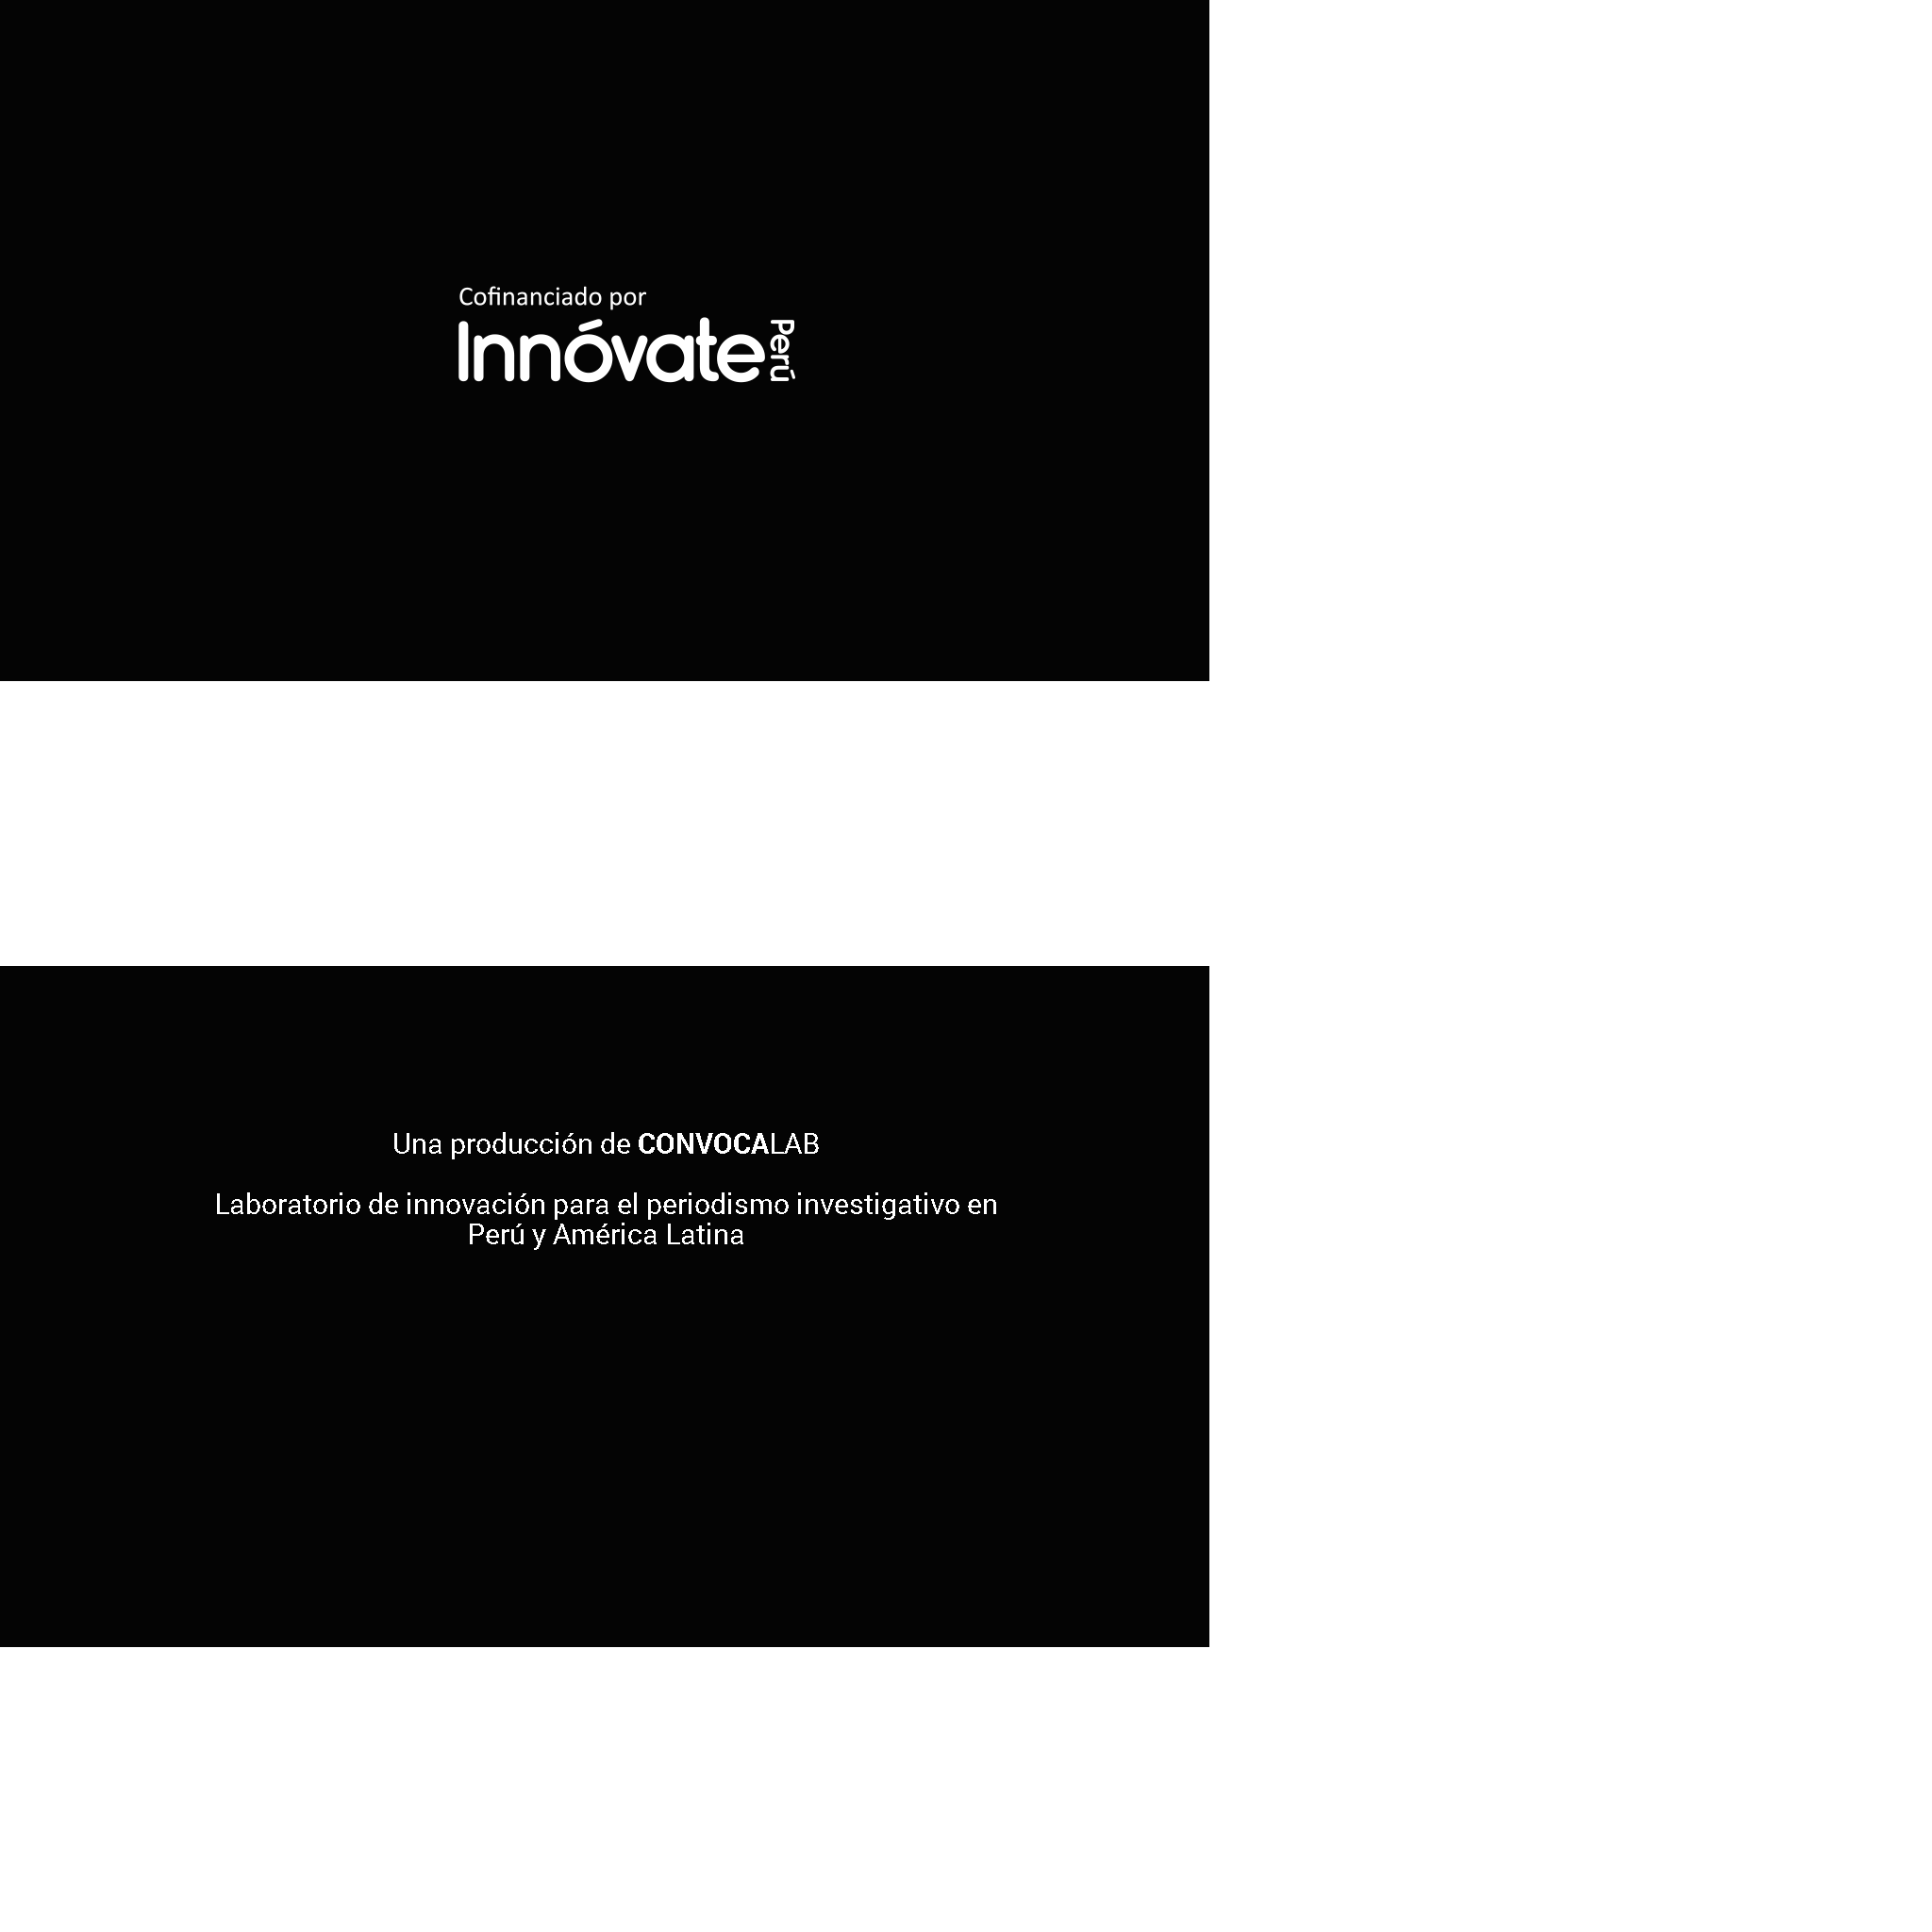 Cofinanciado por
Innóvate Perú
Una producción de CONVOCALAB
Laboratorio de innovación para el periodismo investigativo en
Perú y América Latina